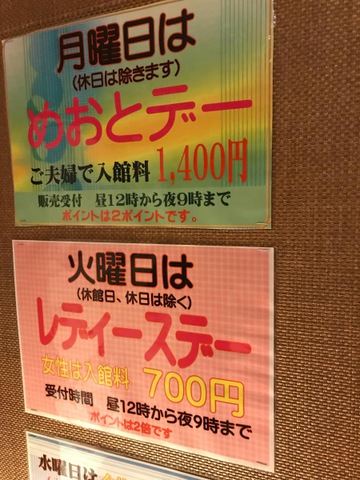 月曜日は
(休日は除きます)
めおとデー
ご夫婦で入館料 1,400円
販売受付 昼12時から夜9時まで
ポイントは2ポイントです。
火曜日は
(休館日、休日は除く)
レディースデー
女性は入館料 700円
受付時間 昼12時から夜9時まで
ポイントは2倍です
水曜日は